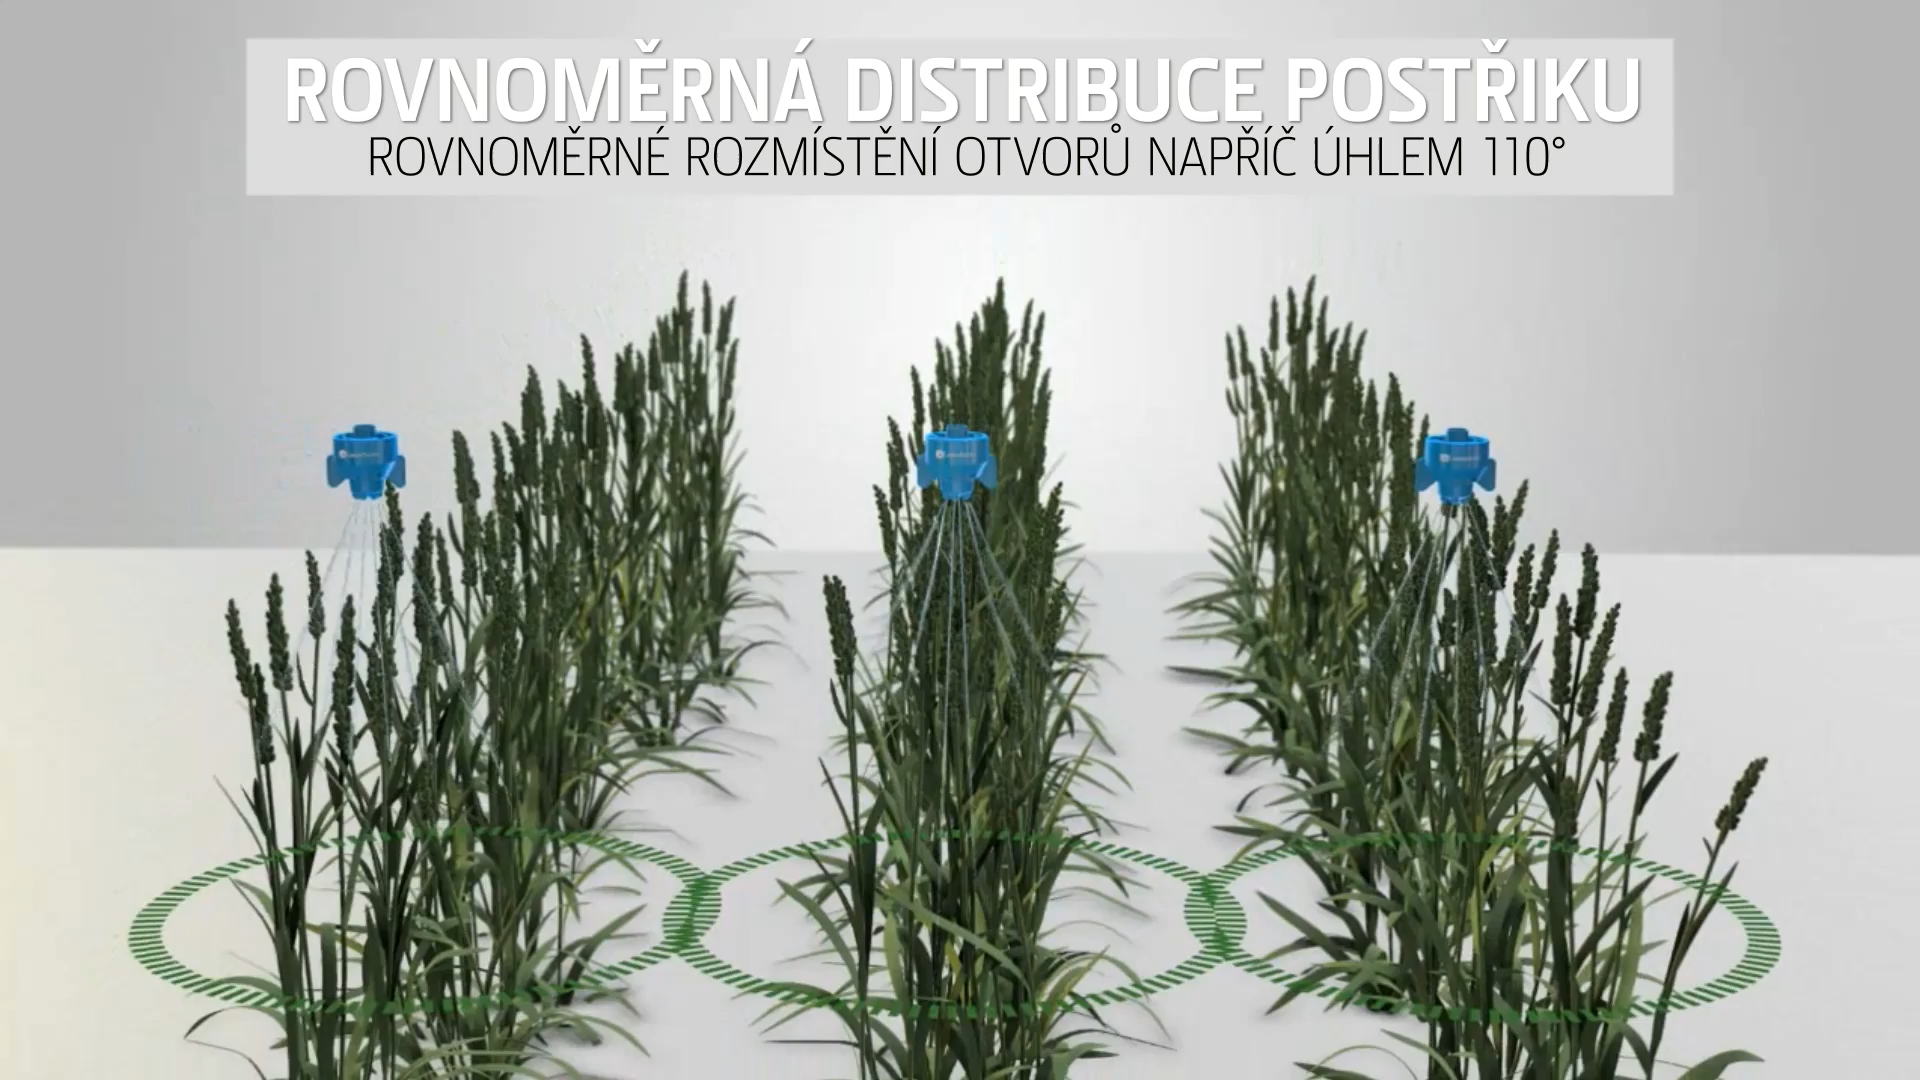 ROVNOMĚRNÁ DISTRIBUCE POSTŘIKU
ROVNOMĚRNÉ ROZMÍSTĚNÍ OTVORŮ NAPŘÍČ ÚHLEM 110°